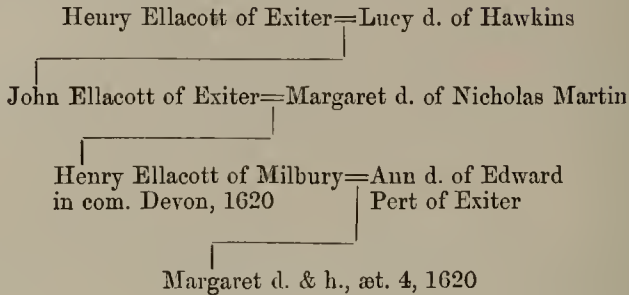 Henry Ellacott of Exiter=Lucy d. of Hawkins
John Ellacott of Exiter=Margaret d. of Nicholas Martin
Henry Ellacott of Milbury=Ann d. of Edward
in com. Devon, 1620 Pert of Exiter
Margaret d. & h., æt. 4, 1620